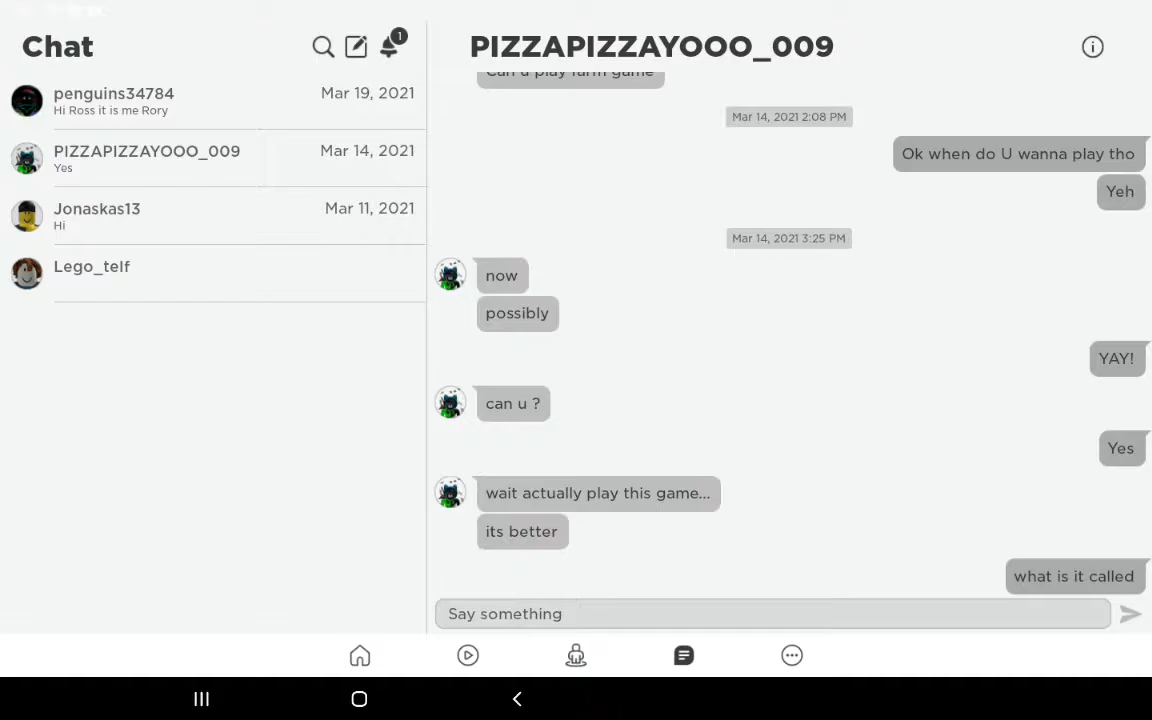 Chat
1
penguins34784
Mar 19, 2021
Hi Ross it is me Rory
PIZZAPIZZAYOOO_009
Mar 14, 2021
Yes
Jonaskas13
Mar 11, 2021
Hi
Lego_telf
PIZZAPIZZAYOOO_009
Can u play farm game
Mar 14, 2021 2:08 PM
Ok when do U wanna play tho
Yeh
Mar 14, 2021 3:25 PM
now
possibly
YAY!
can u ?
Yes
wait actually play this game...
its better
what is it called
Say something